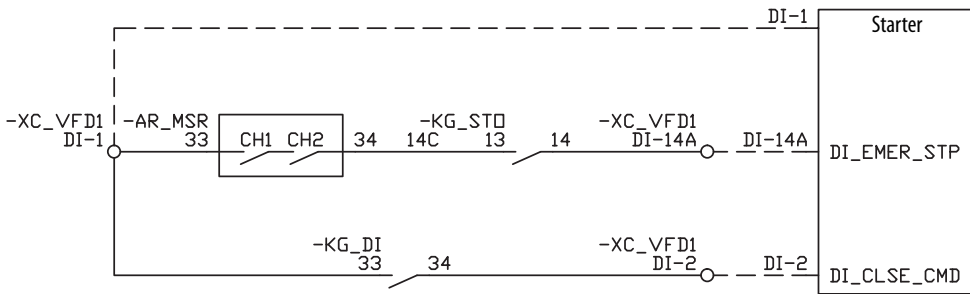 DI-1
Starter
-XC_VFD1
DI-1
-AR_MSR
33
CH1 CH2
34
14C
-KG_STO
13
14
-XC_VFD1
DI-14A
DI-14A
DI_EMER_STP
-KG_DI
33
34
-XC_VFD1
DI-2
DI-2
DI_CLSE_CMD